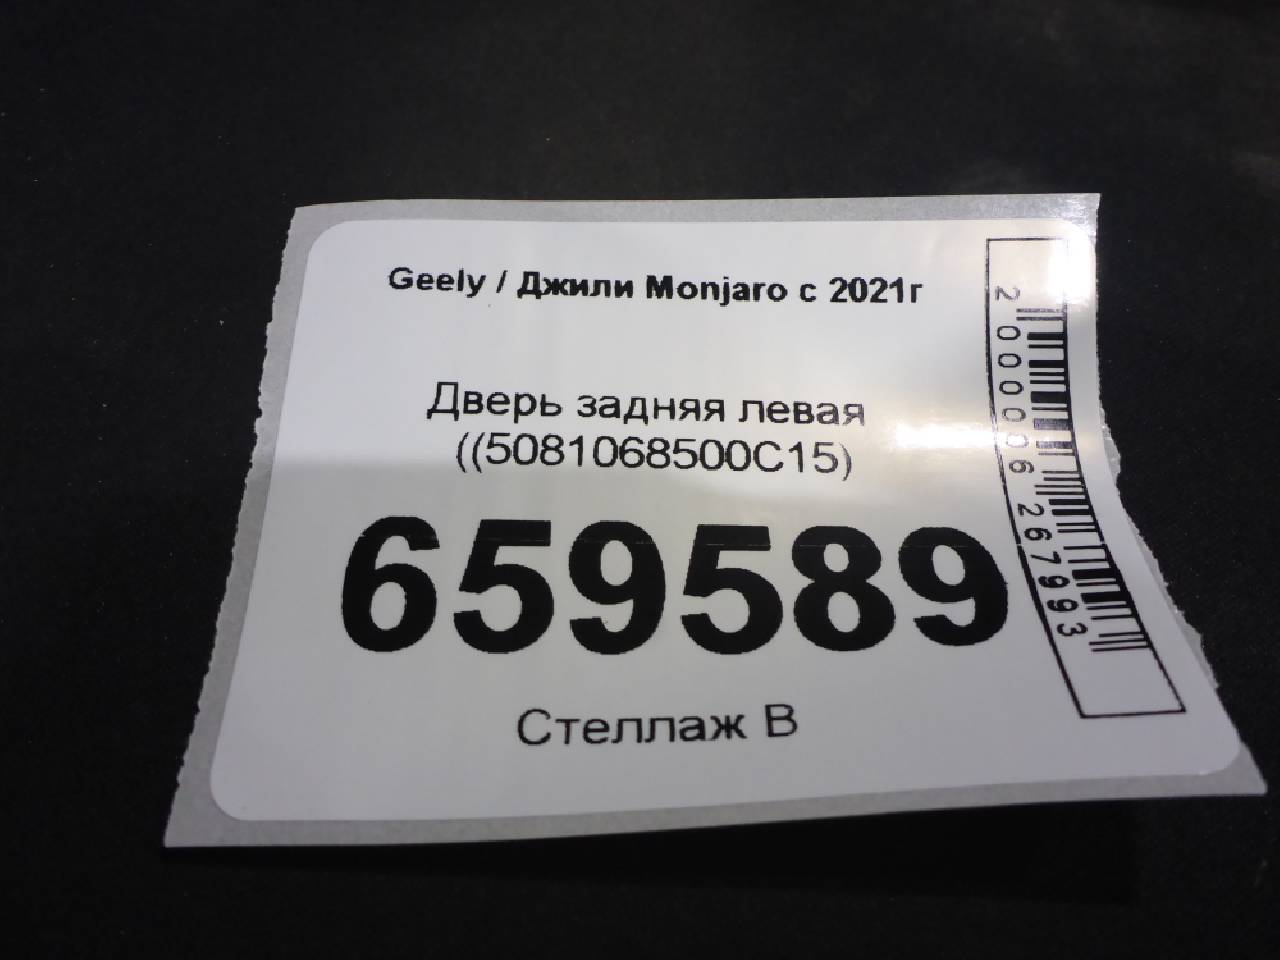 Geely / Джили Monjaro с 2021г
Дверь задняя левая
((5081068500C15)
659589
Стеллаж В
2000006267993